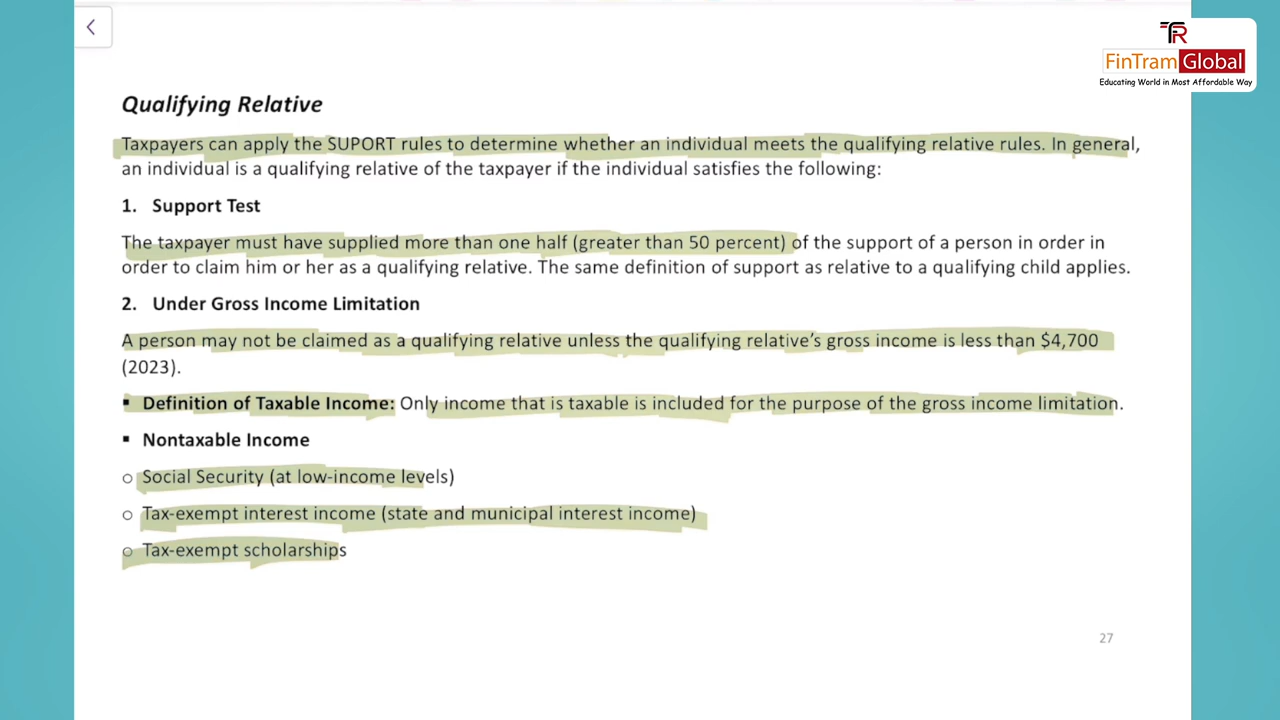 TR
FinTram Global
Educating World in Most Affordable Way
Qualifying Relative
Taxpayers can apply the SUPORT rules to determine whether an individual meets the qualifying relative rules. In general,
an individual is a qualifying relative of the taxpayer if the individual satisfies the following:
1. Support Test
The taxpayer must have supplied more than one half (greater than 50 percent) of the support of a person in order in
order to claim him or her as a qualifying relative. The same definition of support as relative to a qualifying child applies.
2. Under Gross Income Limitation
A person may not be claimed as a qualifying relative unless the qualifying relative’s gross income is less than $4,700
(2023).
▪ Definition of Taxable Income: Only income that is taxable is included for the purpose of the gross income limitation.
▪ Nontaxable Income
o Social Security (at low-income levels)
o Tax-exempt interest income (state and municipal interest income)
o Tax-exempt scholarships
27